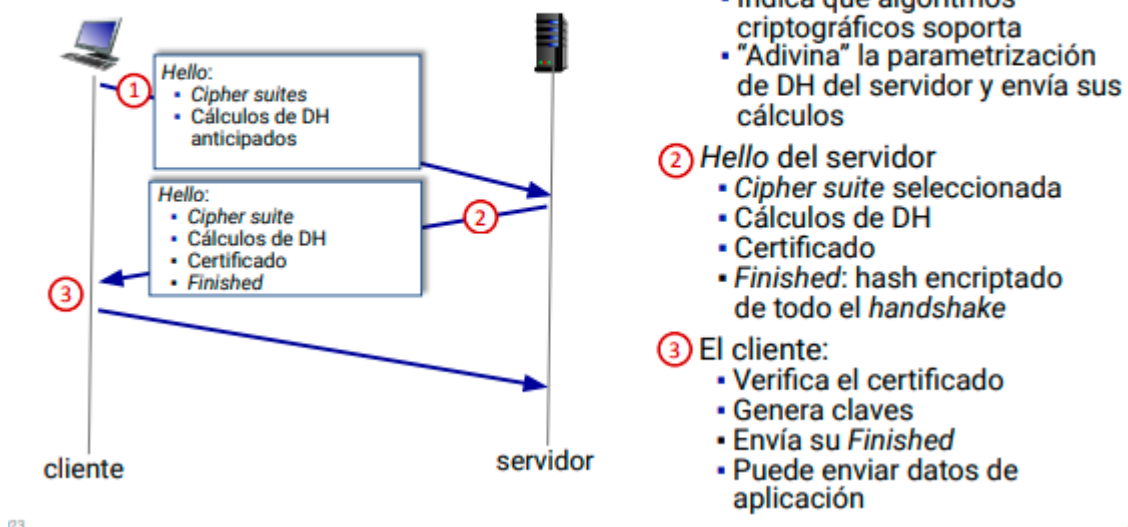 Indica que algoritmos
criptográficos soporta
▪ “Adivina” la parametrización
de DH del servidor y envía sus
cálculos
1
Hello:
▪ Cipher suites
▪ Cálculos de DH
anticipados
2 Hello del servidor
▪ Cipher suite seleccionada
▪ Cálculos de DH
▪ Certificado
▪ Finished: hash encriptado
de todo el handshake
Hello:
▪ Cipher suite
▪ Cálculos de DH
▪ Certificado
▪ Finished
2
3
3 El cliente:
▪ Verifica el certificado
▪ Genera claves
▪ Envía su Finished
▪ Puede enviar datos de
aplicación
cliente
servidor